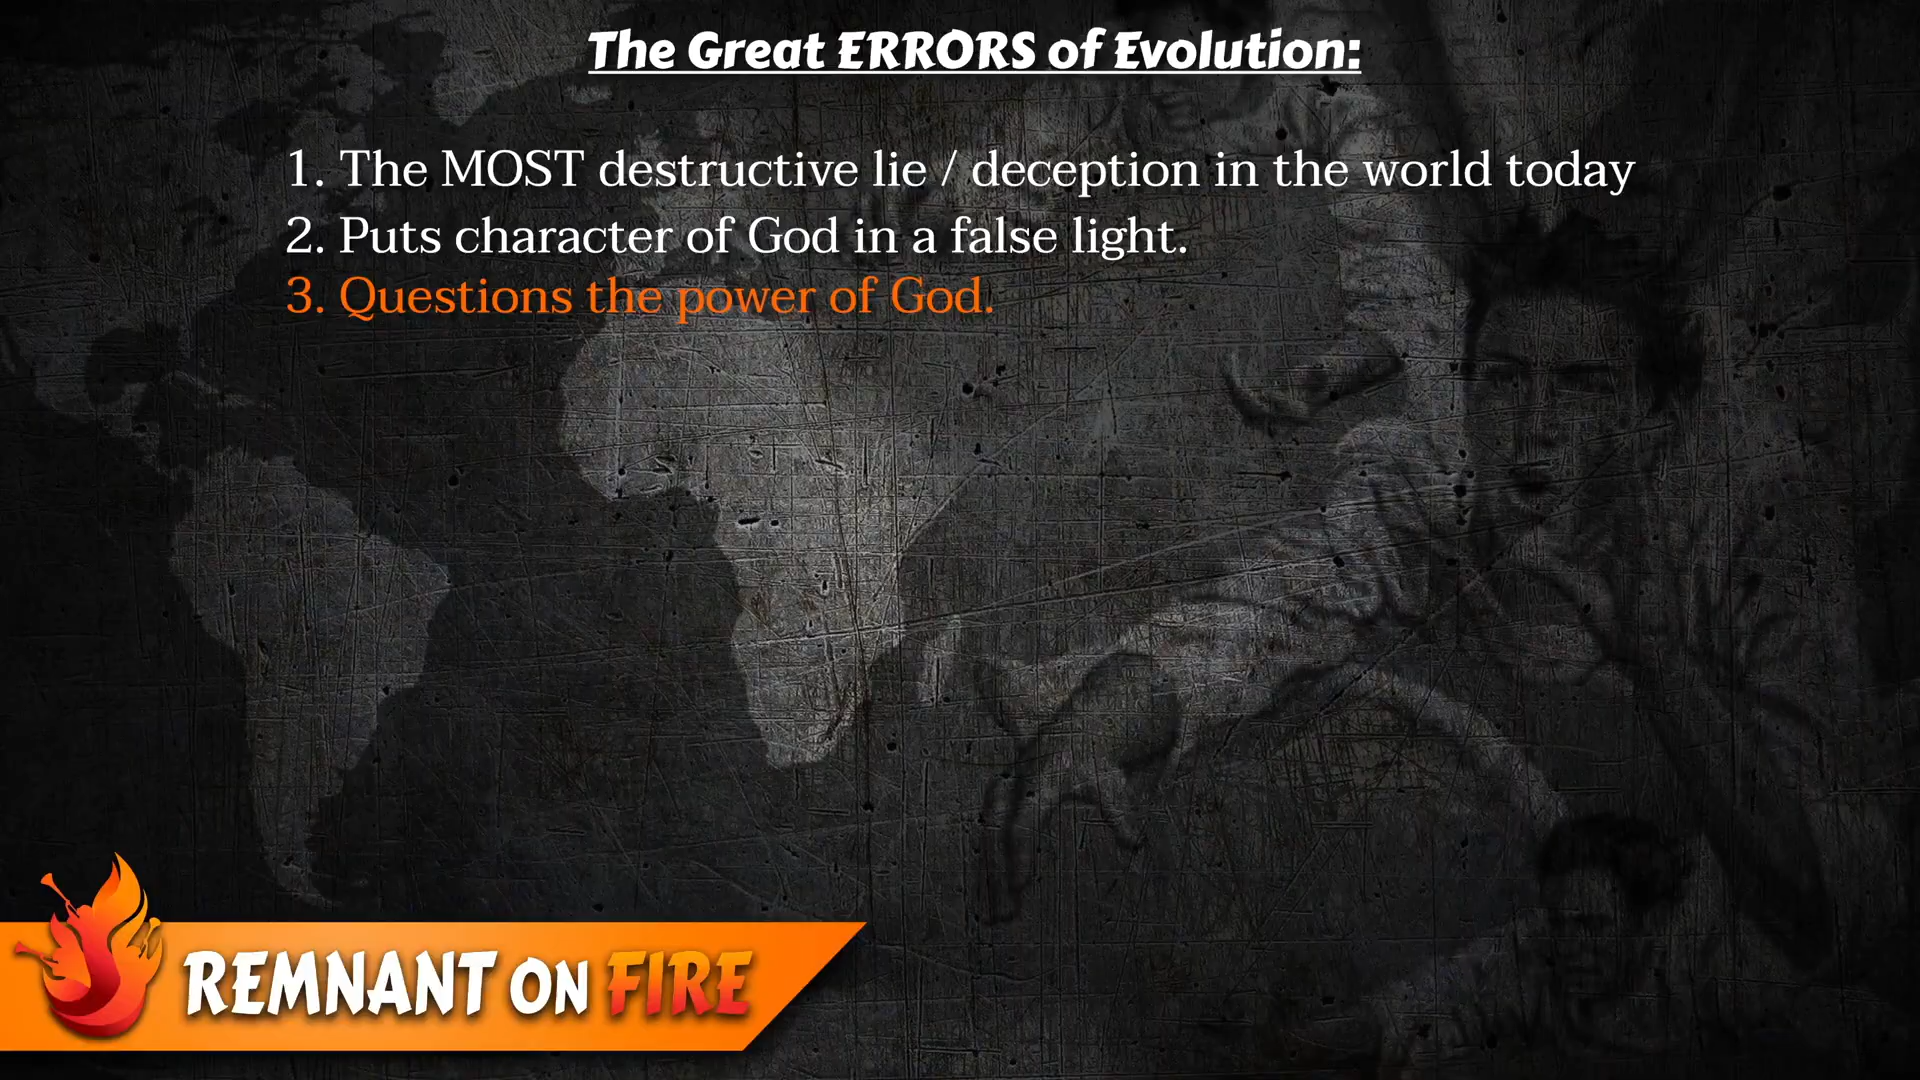 The Great ERRORS of Evolution:
1. The MOST destructive lie / deception in the world today
2. Puts character of God in a false light.
3. Questions the power of God.
REMNANT ON FIRE